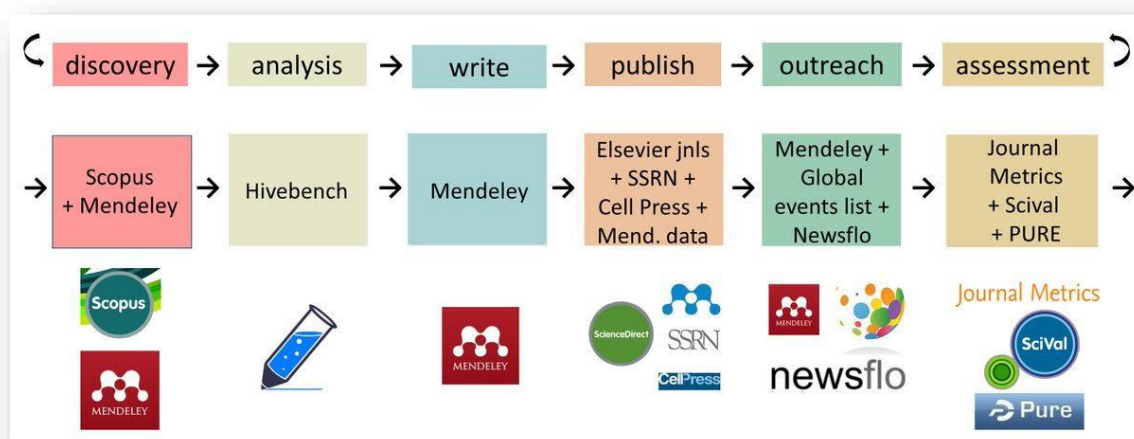 discovery → analysis → write → publish → outreach → assessment
Scopus
+ Mendeley
Hivebench
Mendeley
Elsevier jnls
+ SSRN +
Cell Press +
Mend. data
Mendeley +
Global
events list +
Newsflo
Journal
Metrics
+ Scival
+ PURE
Scopus
MENDELEY
MENDELEY
ScienceDirect
SSRN
CellPress
MENDELEY
newsflo
Journal Metrics
SciVal
Pure